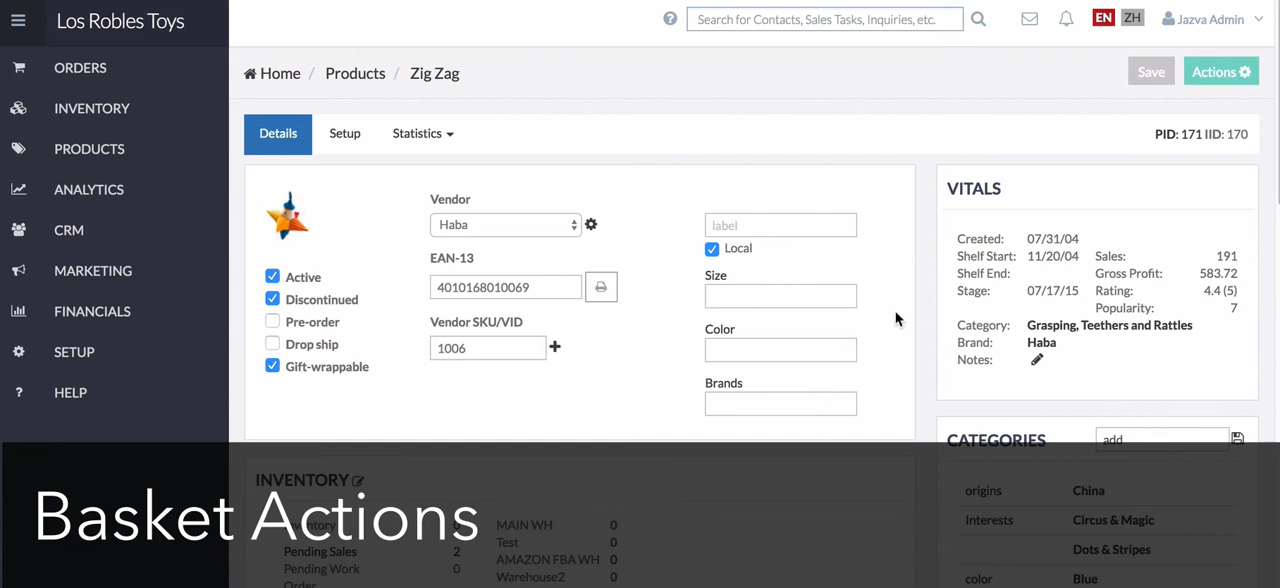 Los Robles Toys
Search for Contacts, Sales Tasks, Inquiries, etc.
EN ZH Jazva Admin
ORDERS
INVENTORY
PRODUCTS
ANALYTICS
CRM
MARKETING
FINANCIALS
SETUP
HELP
Home / Products / Zig Zag
Save Actions
Details Setup Statistics
PID: 171 IID: 170
Active
Discontinued
Pre-order
Drop ship
Gift-wrappable
Vendor
Haba
EAN-13
4010168010069
Vendor SKU/VID
1006
label
Local
Size
Color
Brands
VITALS
Created: 07/31/04
Shelf Start: 11/20/04 Sales: 191
Shelf End: Gross Profit: 583.72
Stage: 07/17/15 Rating: 4.4 (5)
Popularity: 7
Category: Grasping, Teethers and Rattles
Brand: Haba
Notes:
CATEGORIES add
origins China
Interests Circus & Magic
Dots & Stripes
color Blue
INVENTORY
Inventory 0 MAIN WH 0
Pending Sales 2 Test 0
Pending Work 0 AMAZON FBA WH 0
Order Warehouse2 0
Basket Actions